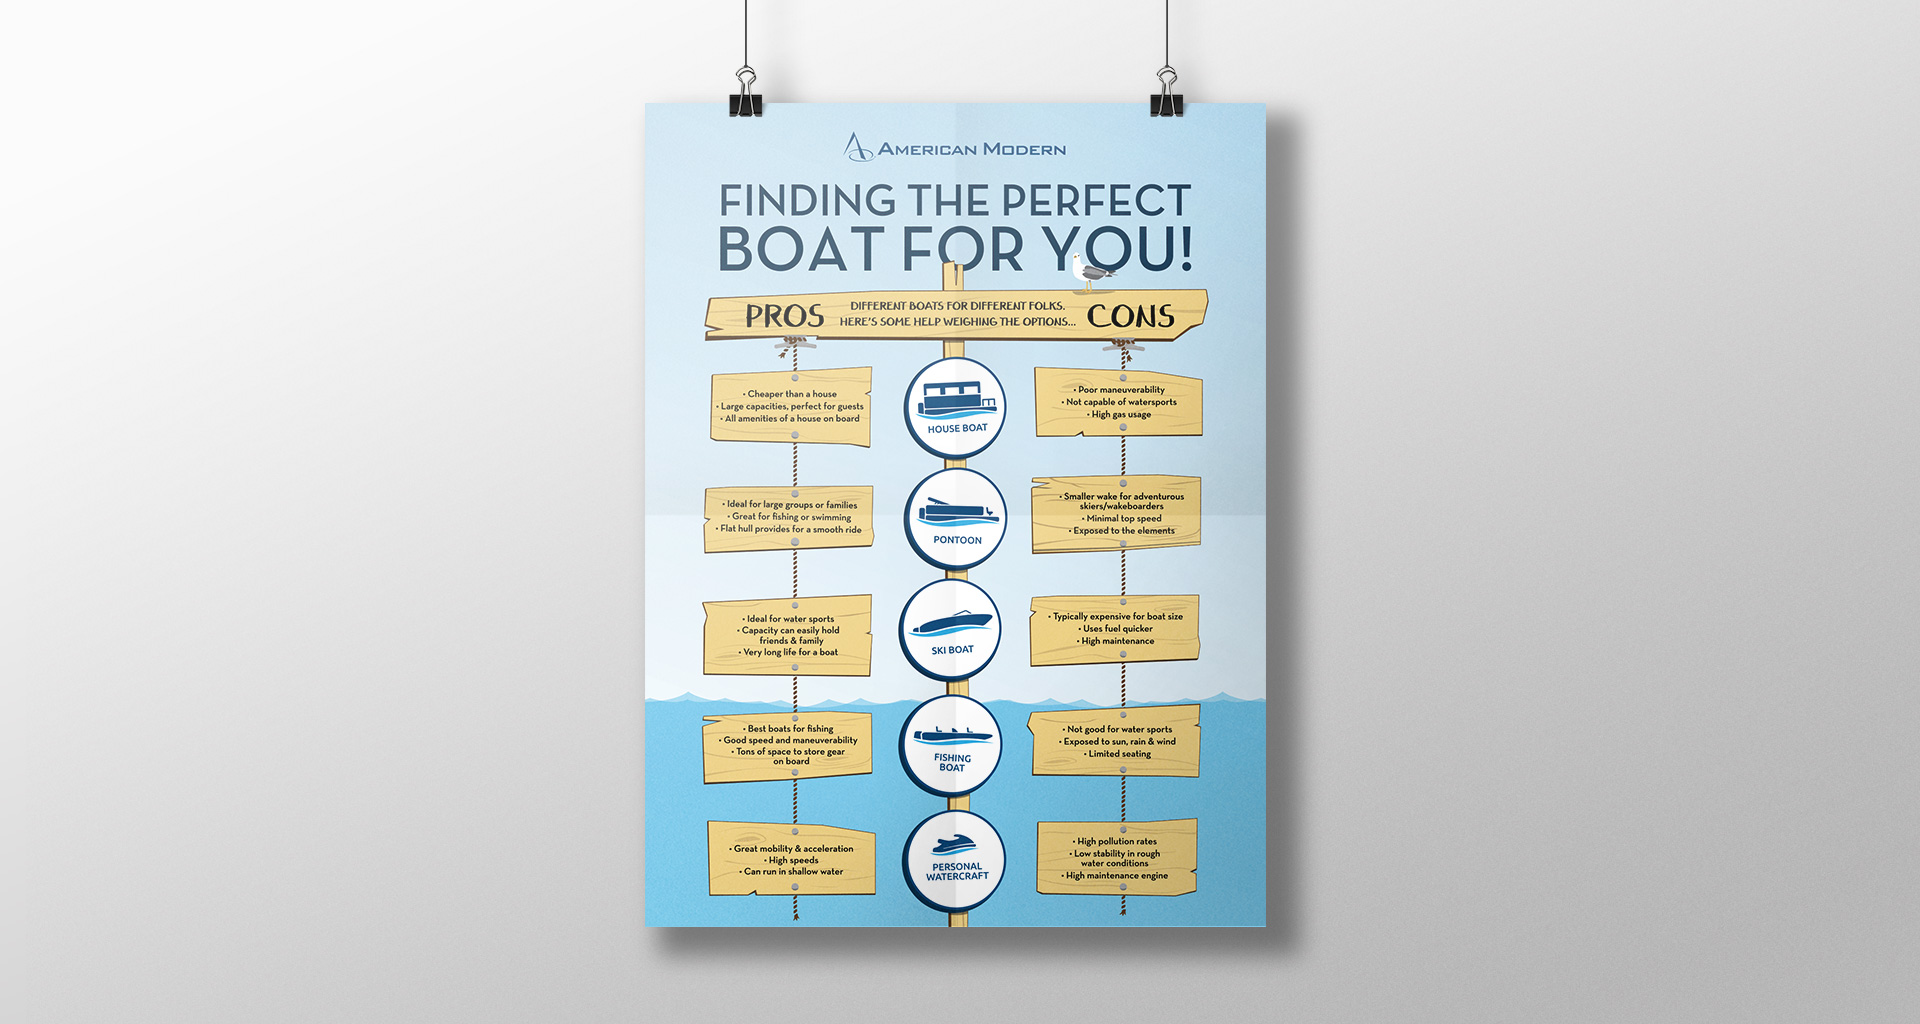 AMERICAN MODERN
FINDING THE PERFECT
BOAT FOR YOU!
PROS
DIFFERENT BOATS FOR DIFFERENT FOLKS.
HERE'S SOME HELP WEIGHING THE OPTIONS...
CONS
• Cheaper than a house
• Large capacities, perfect for guests
• All amenities of a house on board
HOUSE BOAT
• Poor maneuverability
• Not capable of watersports
• High gas usage
• Ideal for large groups or families
• Great for fishing or swimming
• Flat hull provides for a smooth ride
PONTOON
• Smaller wake for adventurous
skiers/wakeboarders
• Minimal top speed
• Exposed to the elements
• Ideal for water sports
• Capacity can easily hold
friends & family
• Very long life for a boat
SKI BOAT
• Typically expensive for boat size
• Uses fuel quicker
• High maintenance
• Best boats for fishing
• Good speed and maneuverability
• Tons of space to store gear
on board
FISHING
BOAT
• Not good for water sports
• Exposed to sun, rain & wind
• Limited seating
• Great mobility & acceleration
• High speeds
• Can run in shallow water
PERSONAL
WATERCRAFT
• High pollution rates
• Low stability in rough
water conditions
• High maintenance engine